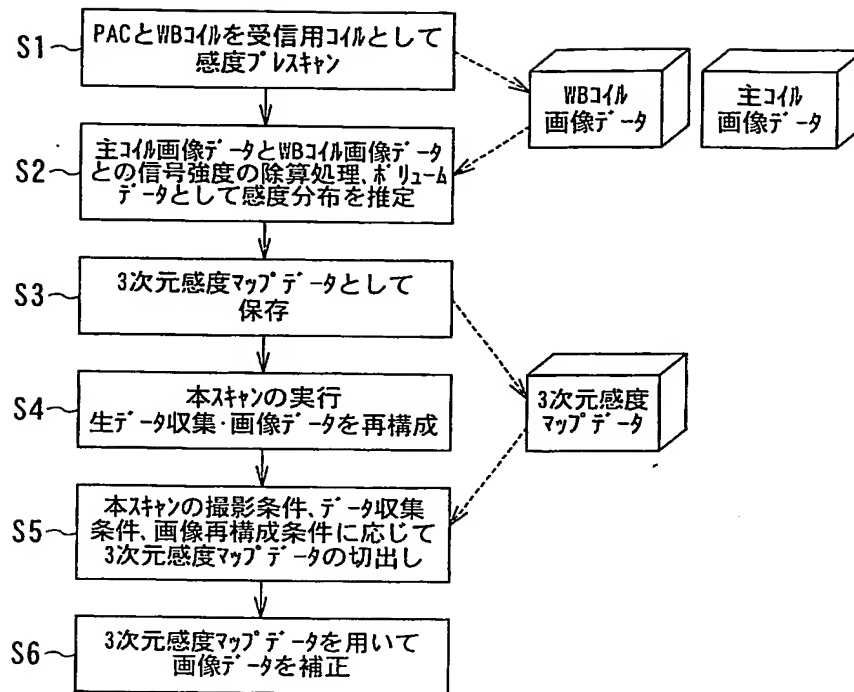 S1
PACとWBコイルを受信用コイルとして
感度プレスキャン
WBコイル
画像データ
主コイル
画像データ
S2
主コイル画像データとWBコイル画像データ
との信号強度の除算処理、ボリューム
データとして感度分布を推定
S3
3次元感度マップデータとして
保存
S4
本スキャンの実行
生データ収集·画像データを再構成
3次元感度
マップデータ
S5
本スキャンの撮影条件、データ収集
条件、画像再構成条件に応じて
3次元感度マップデータの切出し
S6
3次元感度マップデータを用いて
画像データを補正